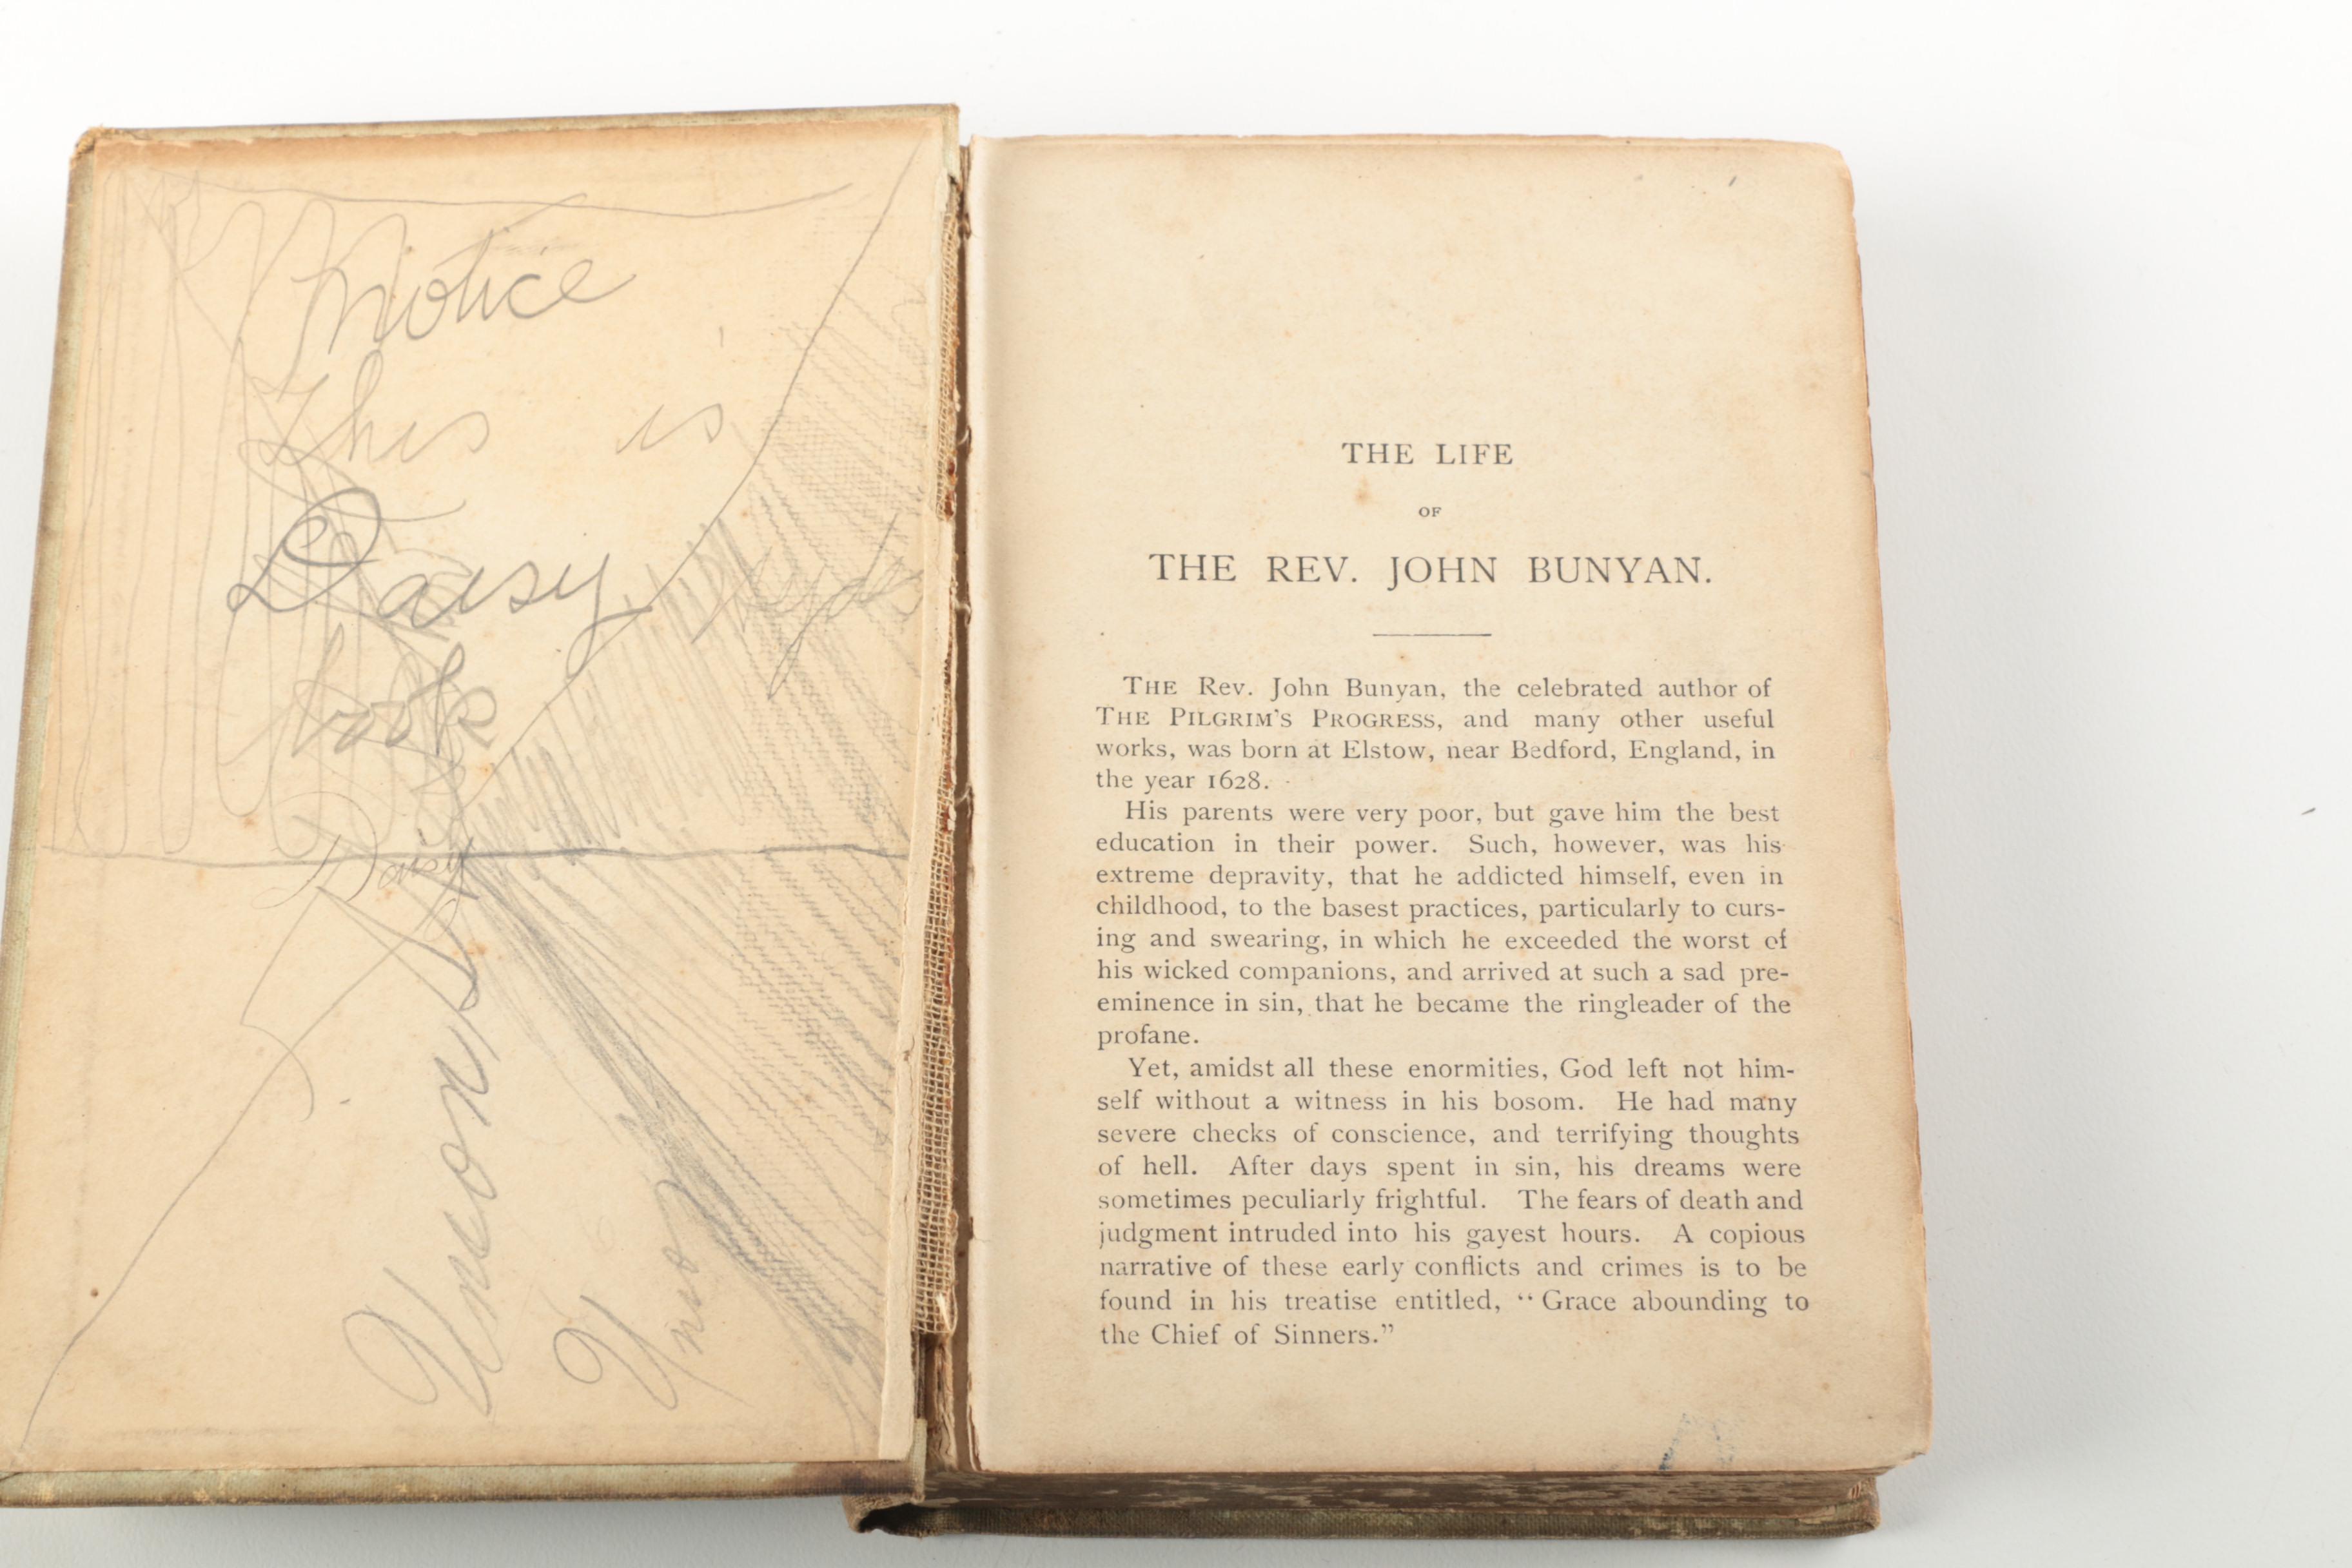 Notice
This is
Daisy
book
Daisy
Union
Unio
THE LIFE
OF
THE REV. JOHN BUNYAN.
THE Rev. John Bunyan, the celebrated author of
THE PILGRIM'S PROGRESS, and many other useful
works, was born at Elstow, near Bedford, England, in
the year 1628.
His parents were very poor, but gave him the best
education in their power. Such, however, was his
extreme depravity, that he addicted himself, even in
childhood, to the basest practices, particularly to curs-
ing and swearing, in which he exceeded the worst of
his wicked companions, and arrived at such a sad pre-
eminence in sin, that he became the ringleader of the
profane.
Yet, amidst all these enormities, God left not him-
self without a witness in his bosom. He had many
severe checks of conscience, and terrifying thoughts
of hell. After days spent in sin, his dreams were
sometimes peculiarly frightful. The fears of death and
judgment intruded into his gayest hours. A copious
narrative of these early conflicts and crimes is to be
found in his treatise entitled, “Grace abounding to
the Chief of Sinners.”